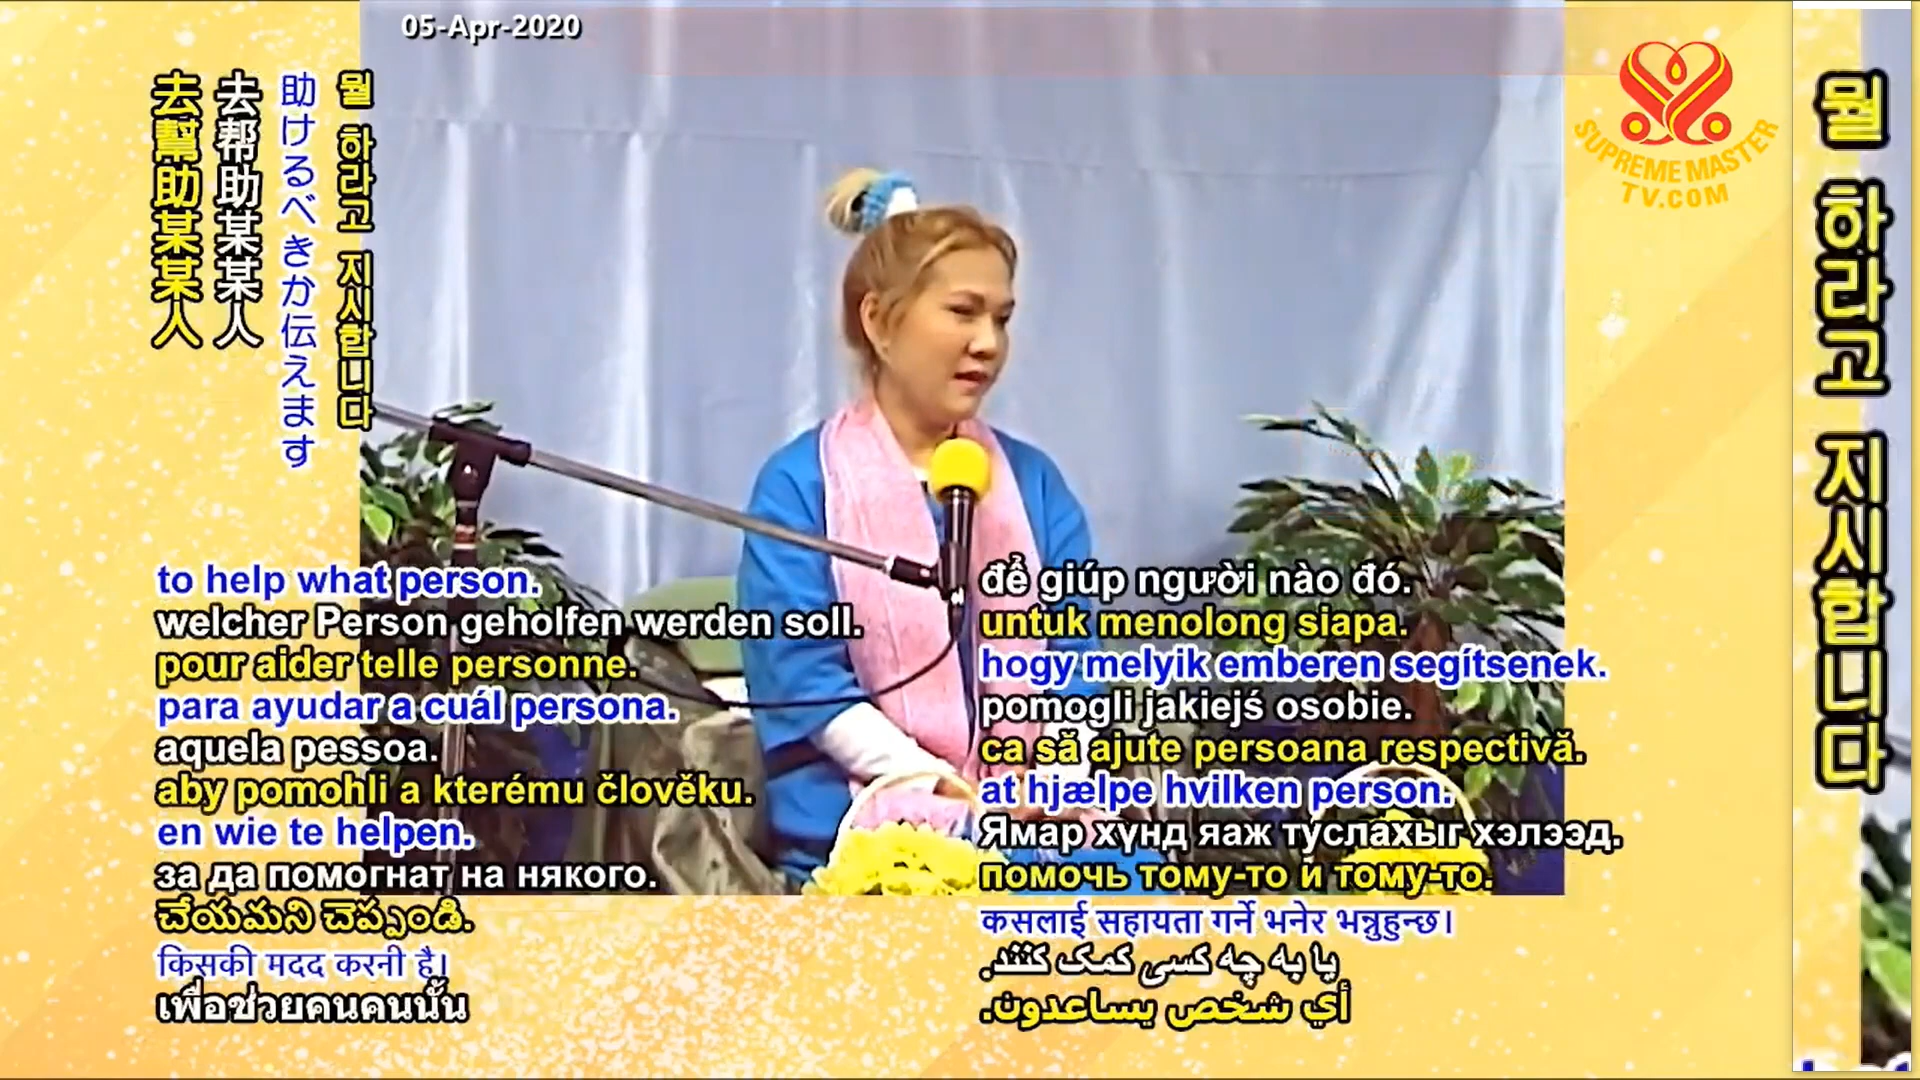 05-Apr-2020
SUPREME MASTER
TV.COM
뭘 하라고 지시합니다
助けるべきか伝えます
去帮助某某人
去幫助某某人
to help what person.
welcher Person geholfen werden soll.
pour aider telle personne.
para ayudar a cuál persona.
aquela pessoa.
aby pomohli a kterému člověku.
en wie te helpen.
за да помогнат на някого.
చేయమని చెప్పండి.
किसकी मदद करनी है।
เพื่อช่วยคนคนนั้น
để giúp người nào đó.
untuk menolong siapa.
hogy melyik emberen segítsenek.
pomogli jakiejś osobie.
ca să ajute persoana respectivă.
at hjælpe hvilken person.
Ямар хүнд яаж туслахыг хэлээд.
помочь тому-то и тому-то.
कसलाई सहायता गर्ने भनेर भन्नुहुन्छ।
یا به چه کسی کمک کنند.
أي شخص يساعدون.
뭘 하라고 지시합니다